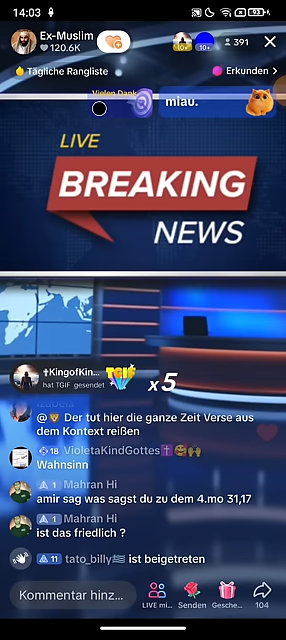 14:03
93
Ex-Muslim
120.6K
10+
10+
391
Tägliche Rangliste
Erkunden >
Vielen Dank
miau.
LIVE
BREAKING
NEWS
✝KingofKin...
hat TGIF gesendet
TGIF
x5
@🦁 Der tut hier die ganze Zeit Verse aus
dem Kontext reißen
18 VioletaKindGottes✝️🥰🙌
Wahnsinn
1 Mahran Hi
amir sag was sagst du zu dem 4.mo 31,17
1 Mahran Hi
ist das friedlich ?
11 tato_billy🇬🇷 ist beigetreten
Kommentar hinz...
LIVE mi...
Senden
Gesche...
104